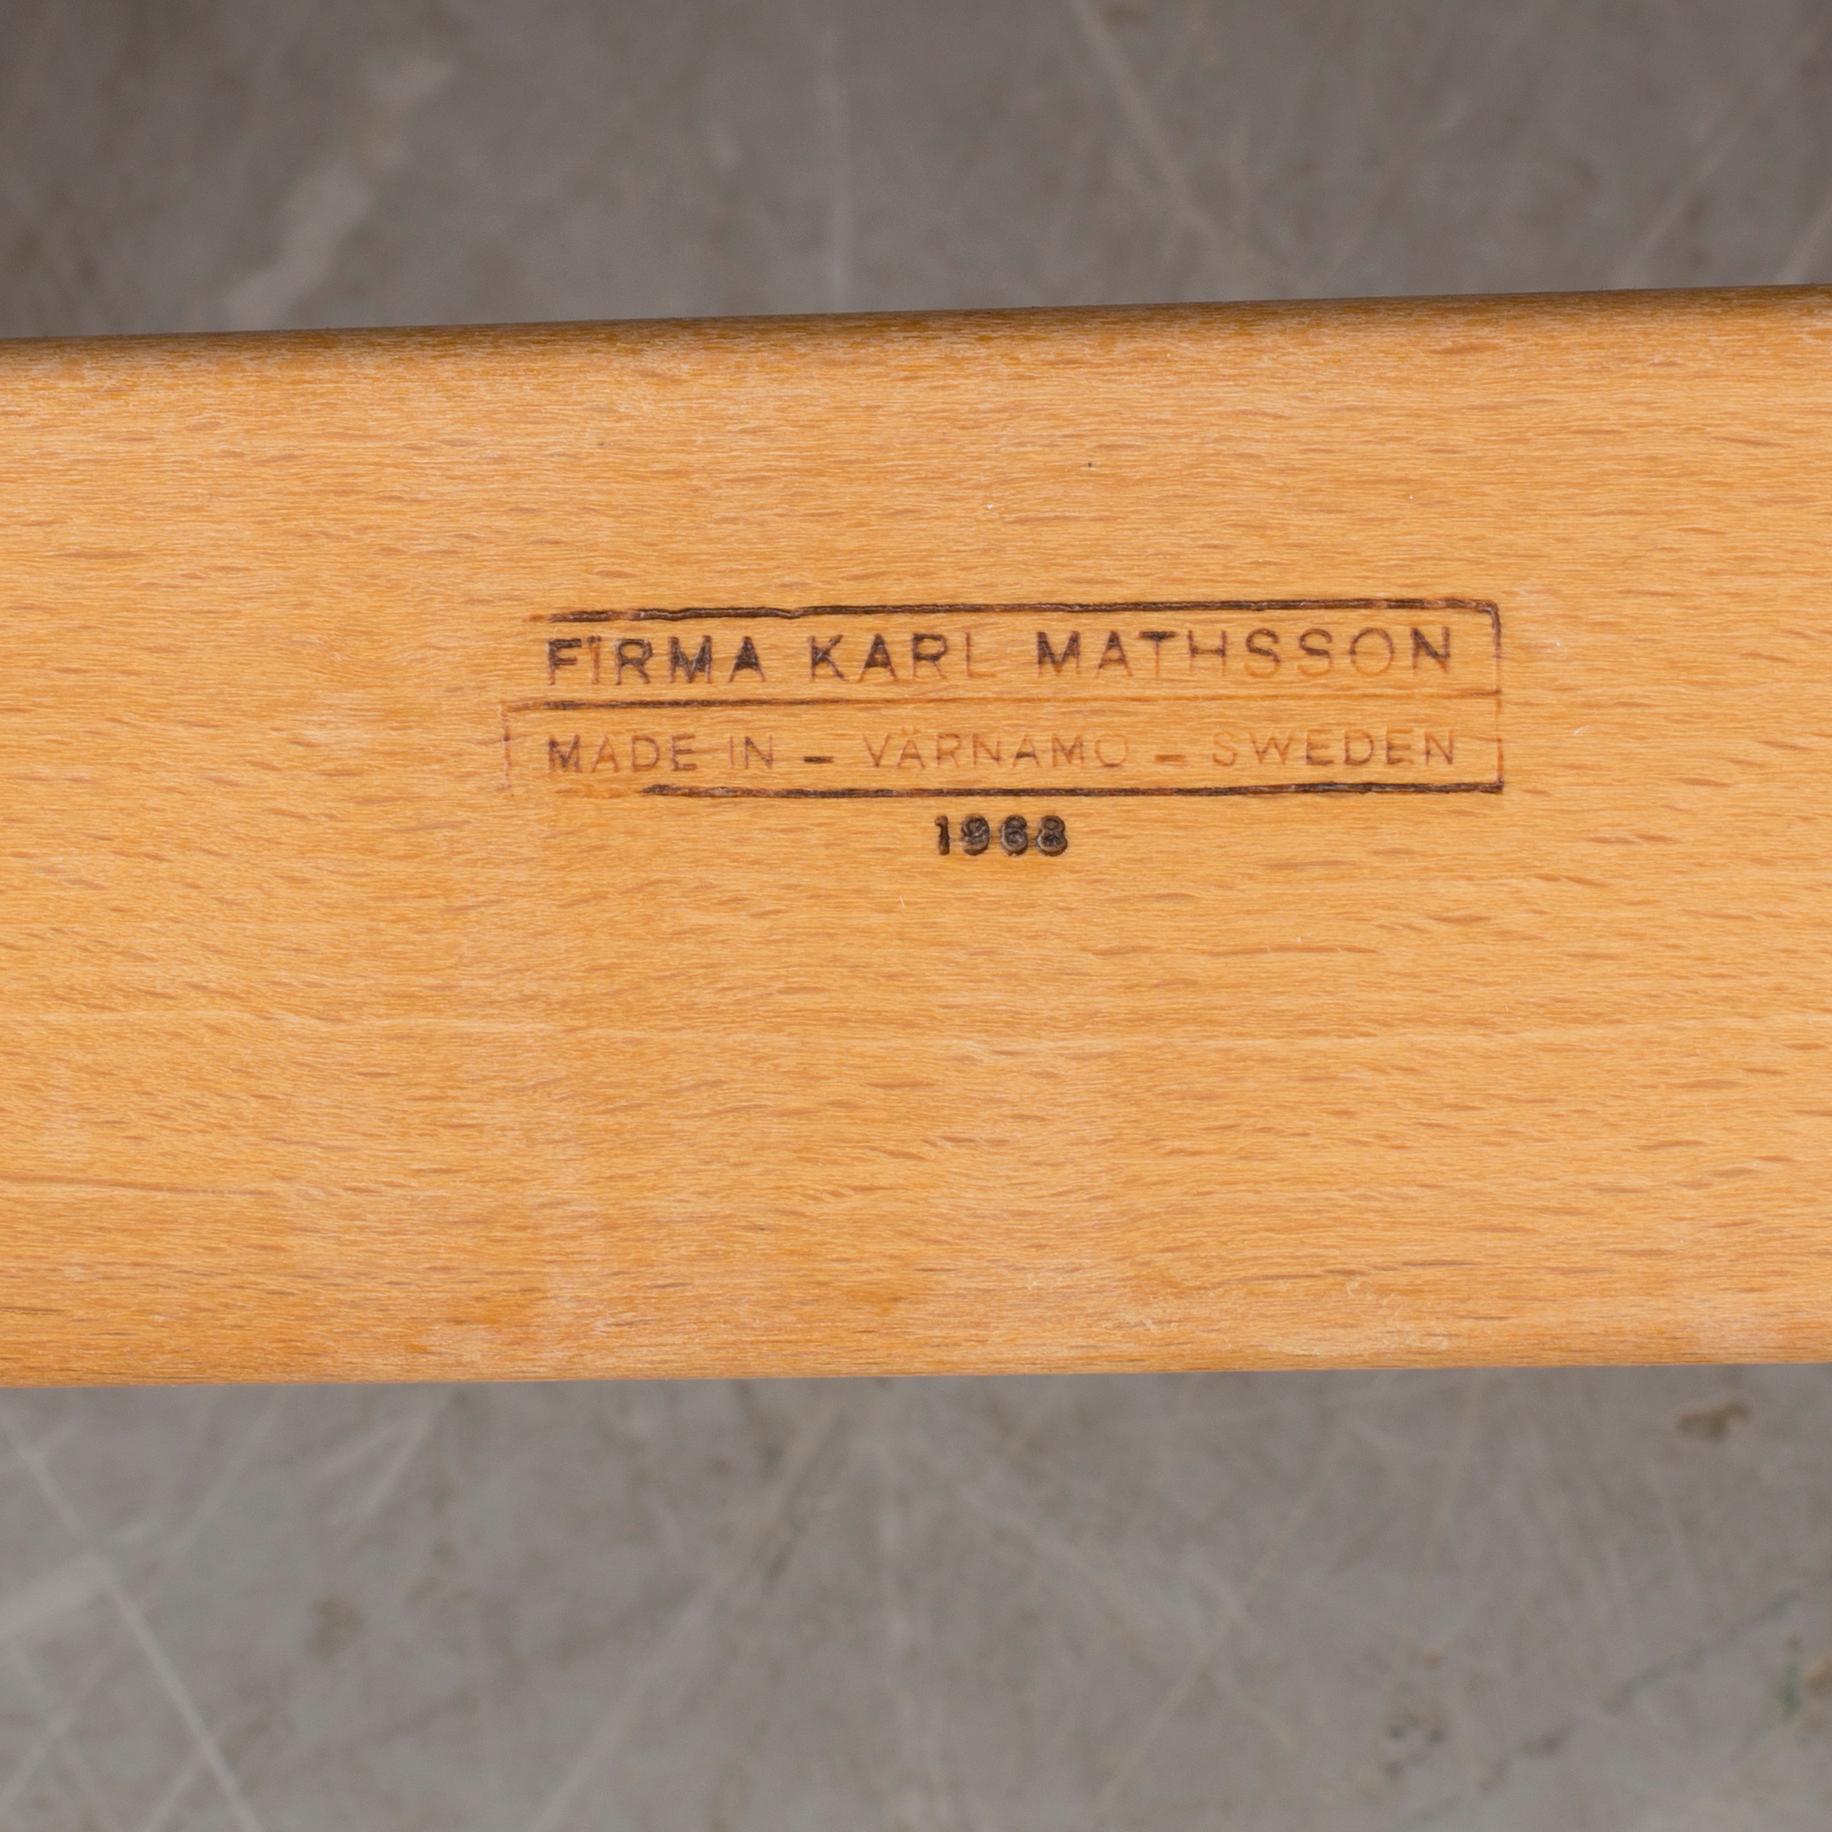 FIRMA KARL MATHSSON
MADE IN – VÄRNAMO – SWEDEN
1968